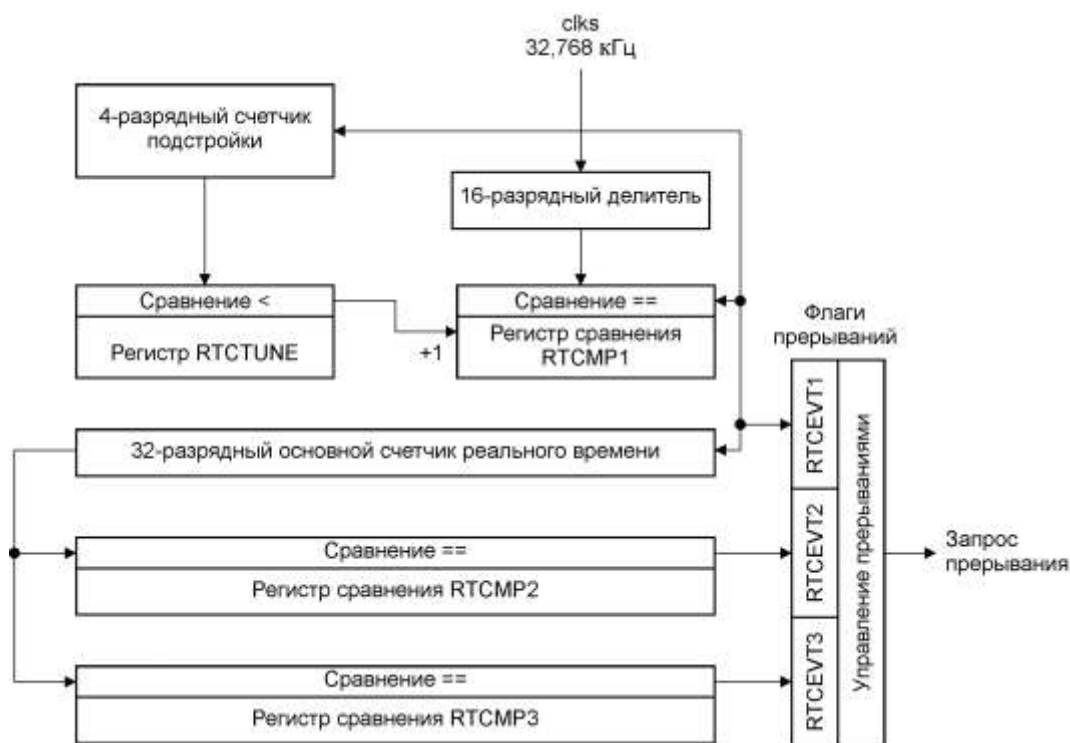 clks
32,768 кГц
4-разрядный счетчик
подстройки
16-разрядный делитель
Сравнение <
Регистр RTCTUNE
+1
Сравнение ==
Регистр сравнения
RTCMP1
Флаги
прерываний
32-разрядный основной счетчик реального времени
RTCEVT1
RTCEVT2
RTCEVT3
Управление прерываниями
Запрос
прерывания
Сравнение ==
Регистр сравнения RTCMP2
Сравнение ==
Регистр сравнения RTCMP3